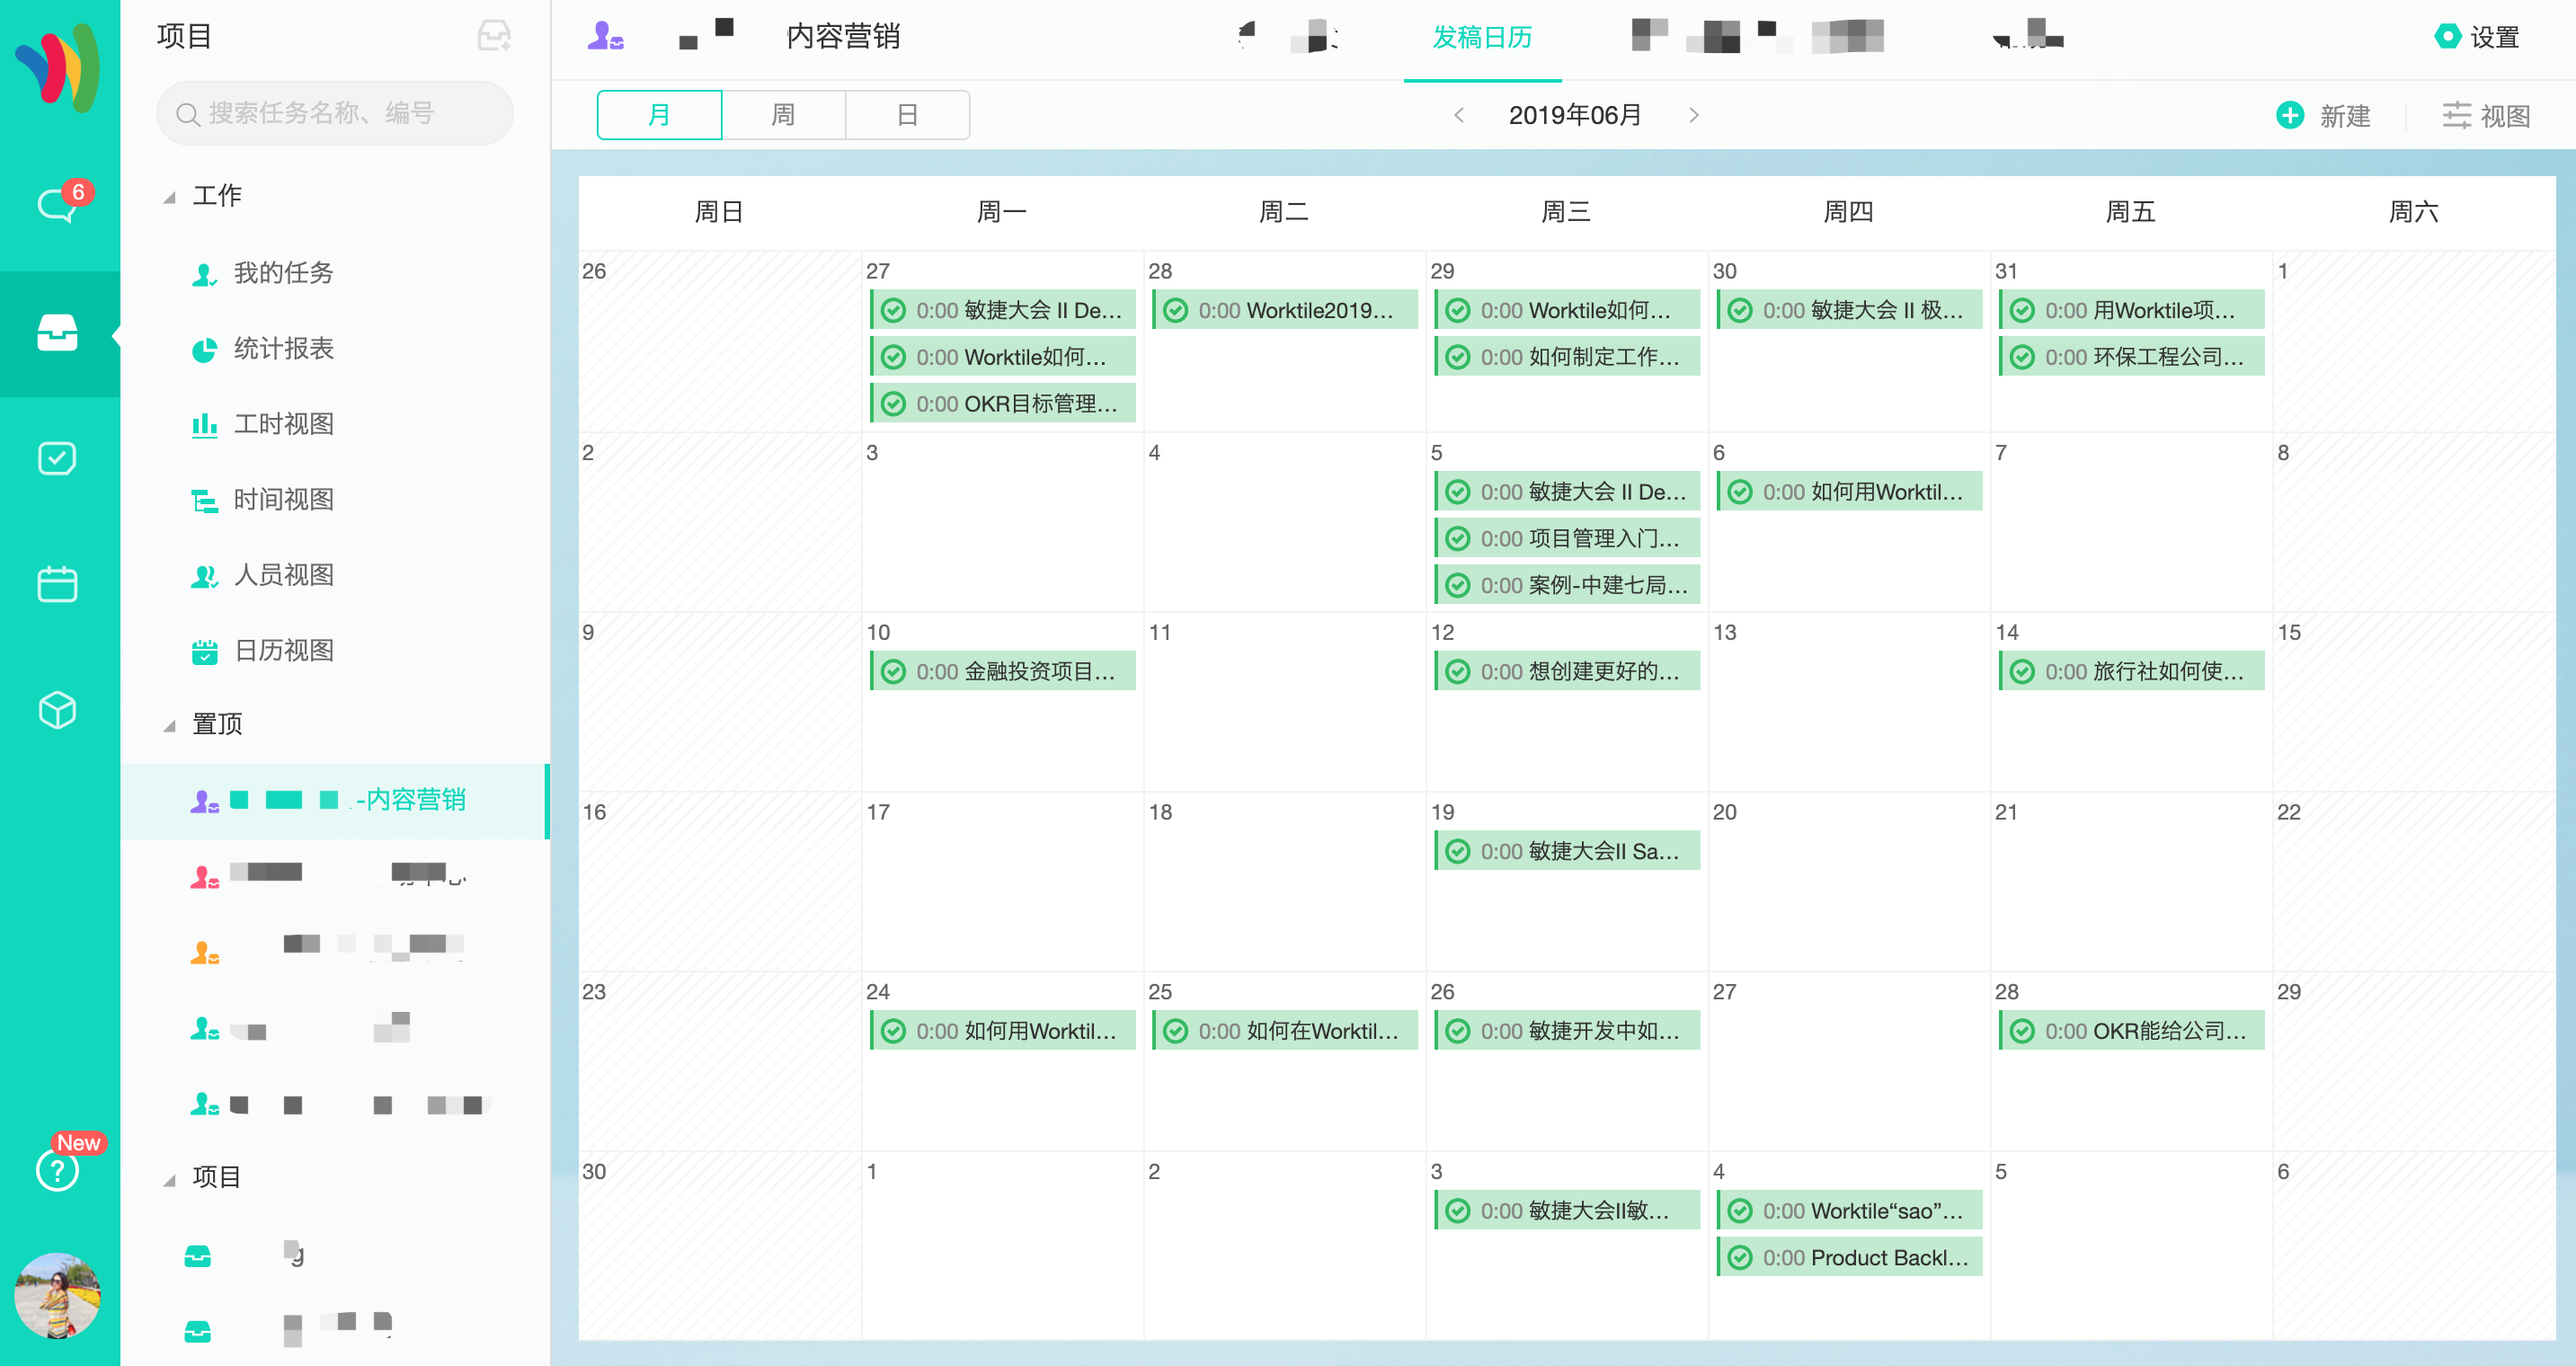 项目
搜索任务名称、编号
6
工作
我的任务
统计报表
工时视图
时间视图
人员视图
日历视图
置顶
-内容营销
项目
g
New
?
内容营销
发稿日历
设置
月 周 日
2019年06月
新建 视图
周日 周一 周二 周三 周四 周五 周六
26 27 28 29 30 31 1
0:00 敏捷大会 II De… 0:00 Worktile2019… 0:00 Worktile如何… 0:00 敏捷大会 II 极… 0:00 用Worktile项…
0:00 Worktile如何… 0:00 如何制定工作… 0:00 环保工程公司…
0:00 OKR目标管理…
2 3 4 5 6 7 8
0:00 敏捷大会 II De… 0:00 如何用Worktil…
0:00 项目管理入门…
0:00 案例-中建七局…
9 10 11 12 13 14 15
0:00 金融投资项目… 0:00 想创建更好的… 0:00 旅行社如何使…
16 17 18 19 20 21 22
0:00 敏捷大会II Sa…
23 24 25 26 27 28 29
0:00 如何用Worktil… 0:00 如何在Worktil… 0:00 敏捷开发中如… 0:00 OKR能给公司…
30 1 2 3 4 5 6
0:00 敏捷大会II敏… 0:00 Worktile“sao”…
0:00 Product Backl…